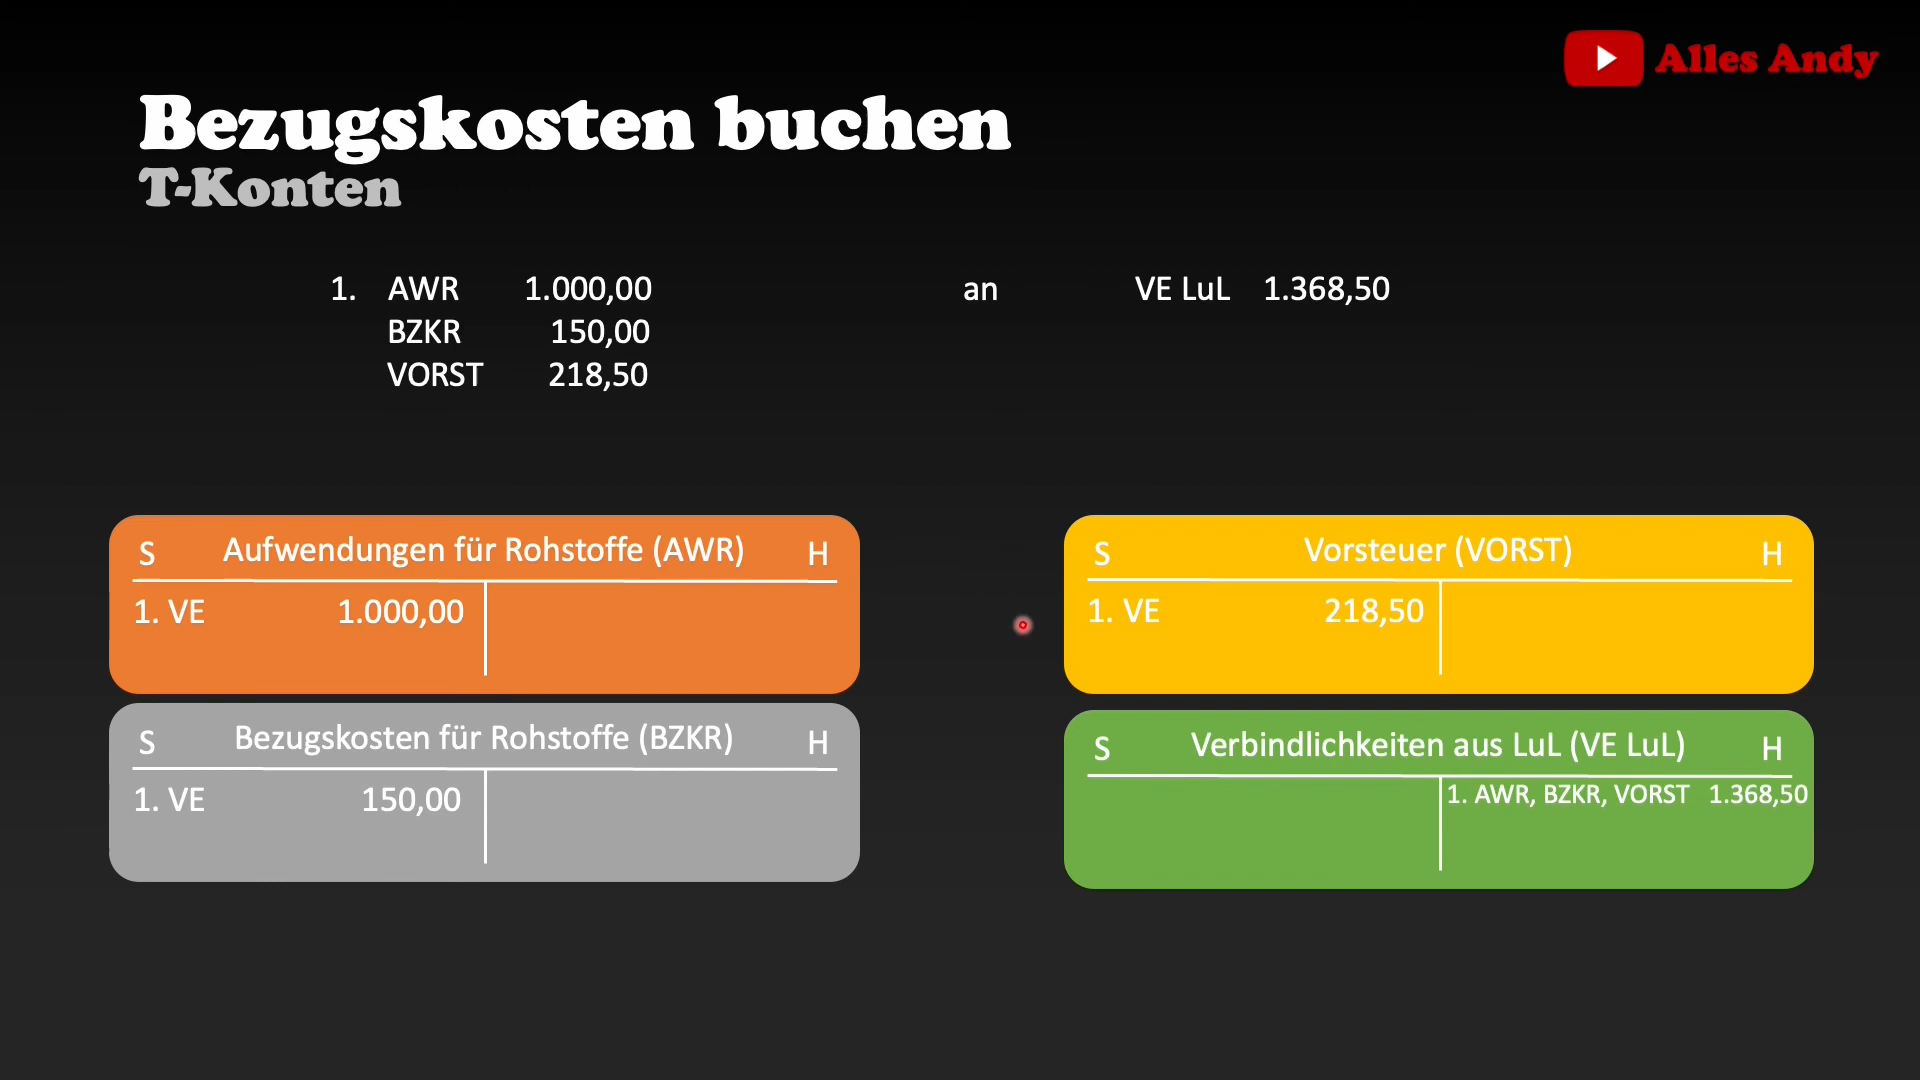 Alles Andy
Bezugskosten buchen
T-Konten
1. AWR 1.000,00 an VE LuL 1.368,50
BZKR 150,00
VORST 218,50
S Aufwendungen für Rohstoffe (AWR) H
1. VE 1.000,00
S Vorsteuer (VORST) H
1. VE 218,50
S Bezugskosten für Rohstoffe (BZKR) H
1. VE 150,00
S Verbindlichkeiten aus LuL (VE LuL) H
1. AWR, BZKR, VORST 1.368,50